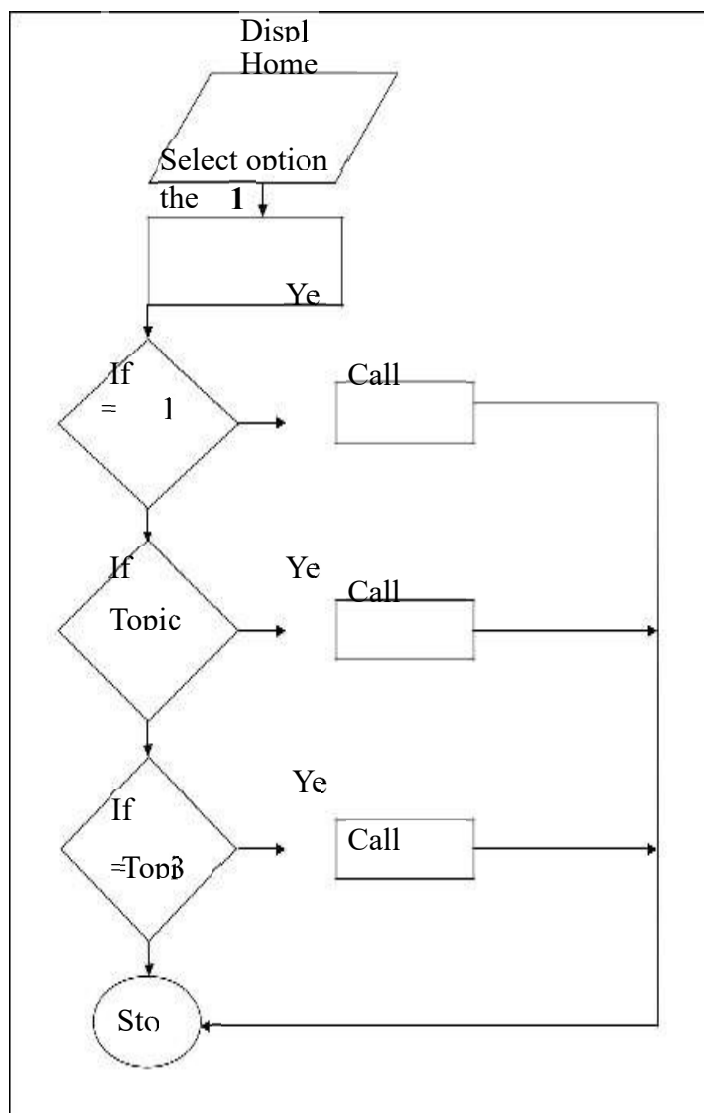 Displ
Home
Select option
the 1
Ye
If
= 1
Call
If
Topic
Ye
Call
If
=Top3
Ye
Call
Sto